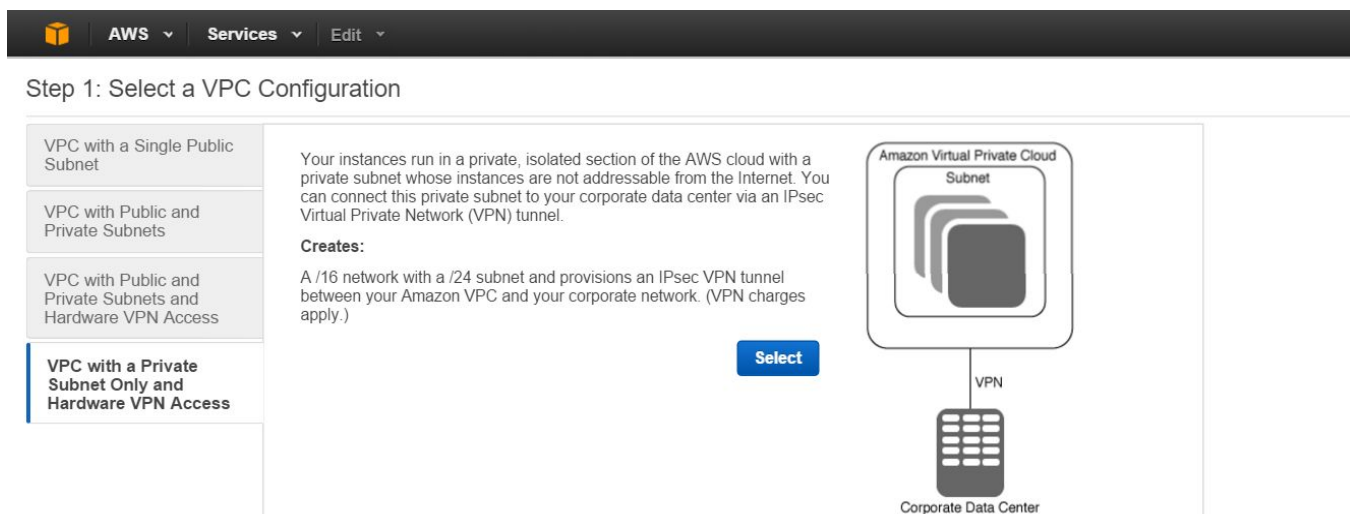 AWS Services Edit
Step 1: Select a VPC Configuration
VPC with a Single Public
Subnet
VPC with Public and
Private Subnets
VPC with Public and
Private Subnets and
Hardware VPN Access
VPC with a Private
Subnet Only and
Hardware VPN Access
Your instances run in a private, isolated section of the AWS cloud with a
private subnet whose instances are not addressable from the Internet. You
can connect this private subnet to your corporate data center via an IPsec
Virtual Private Network (VPN) tunnel.
Creates:
A /16 network with a /24 subnet and provisions an IPsec VPN tunnel
between your Amazon VPC and your corporate network. (VPN charges
apply.)
Select
Amazon Virtual Private Cloud
Subnet
VPN
Corporate Data Center